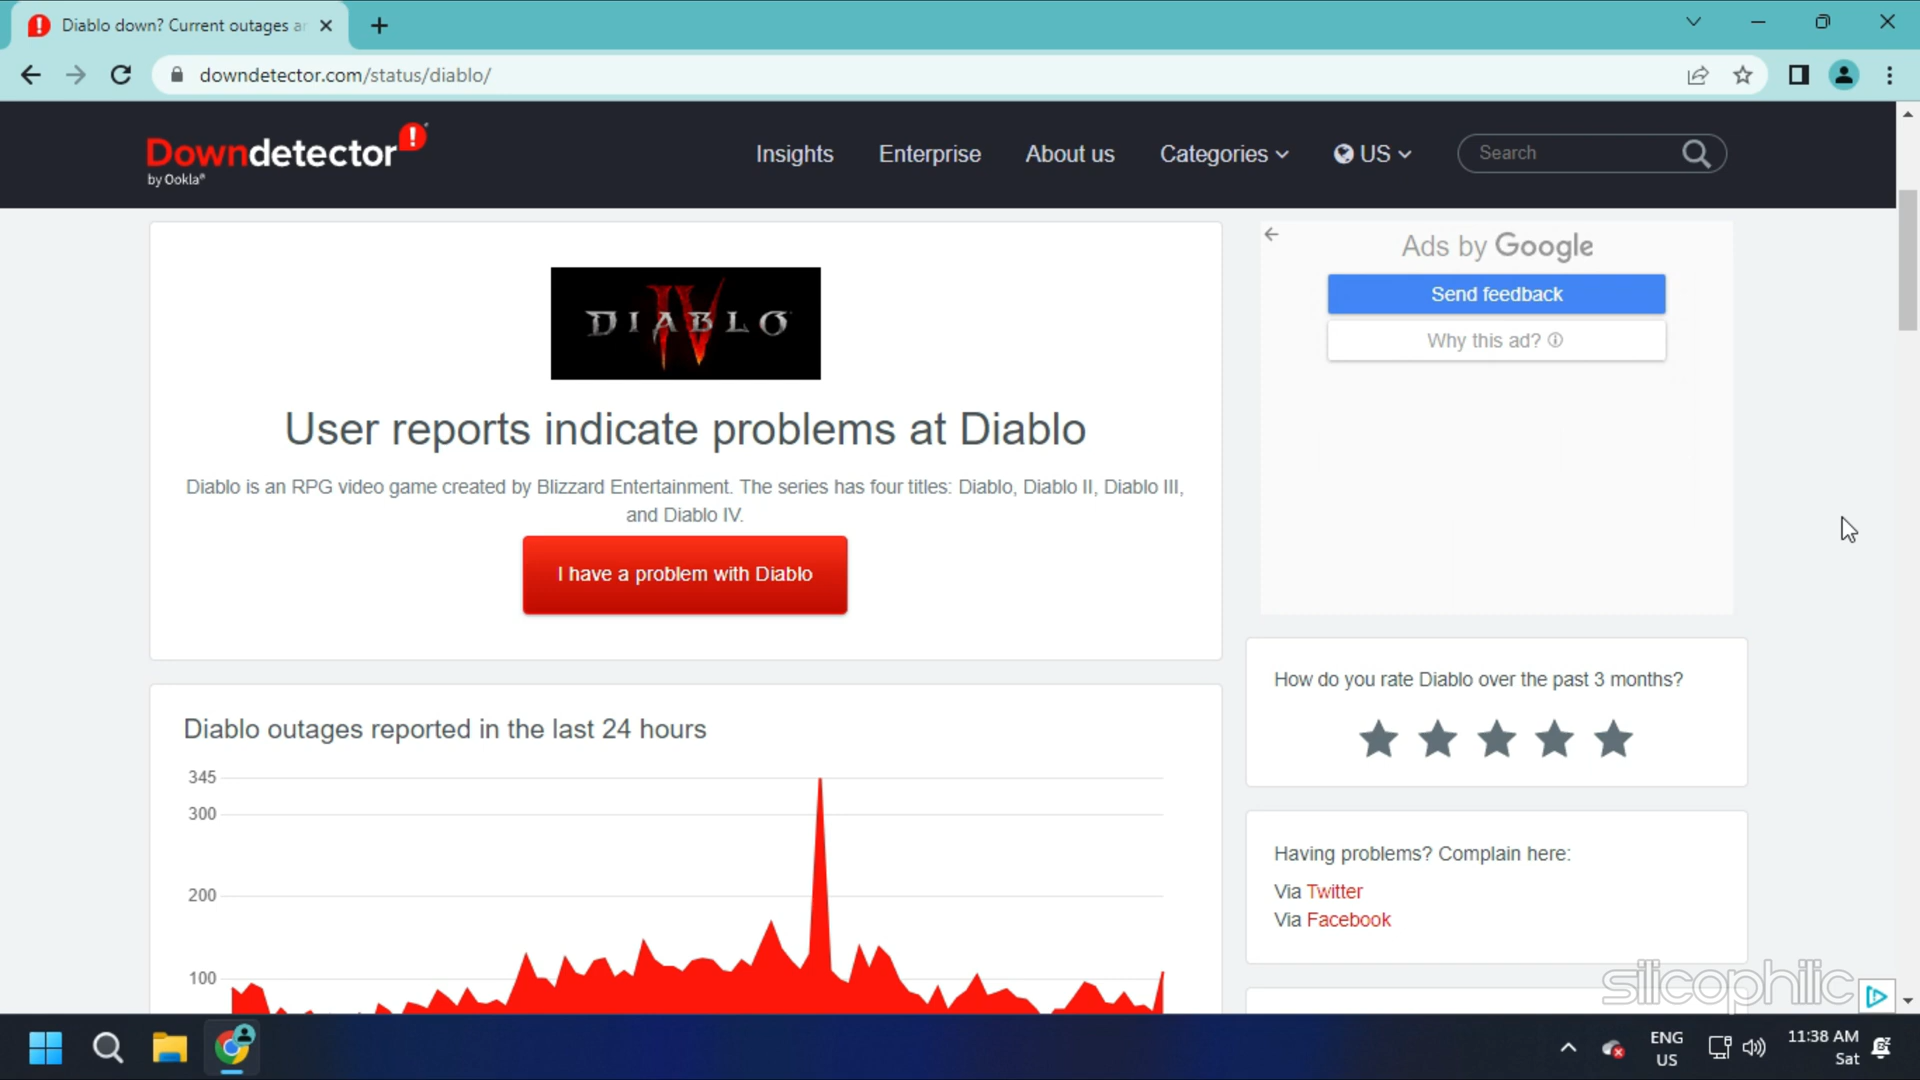 Diablo down? Current outages ar
downdetector.com/status/diablo/
Downdetector
by Ookla®
Insights
Enterprise
About us
Categories
US
Search
DIABLO
IV
User reports indicate problems at Diablo
Diablo is an RPG video game created by Blizzard Entertainment. The series has four titles: Diablo, Diablo II, Diablo III,
and Diablo IV.
I have a problem with Diablo
Ads by Google
Send feedback
Why this ad?
Diablo outages reported in the last 24 hours
345
300
200
100
How do you rate Diablo over the past 3 months?
Having problems? Complain here:
Via Twitter
Via Facebook
silicophilic
ENG
US
11:38 AM
Sat